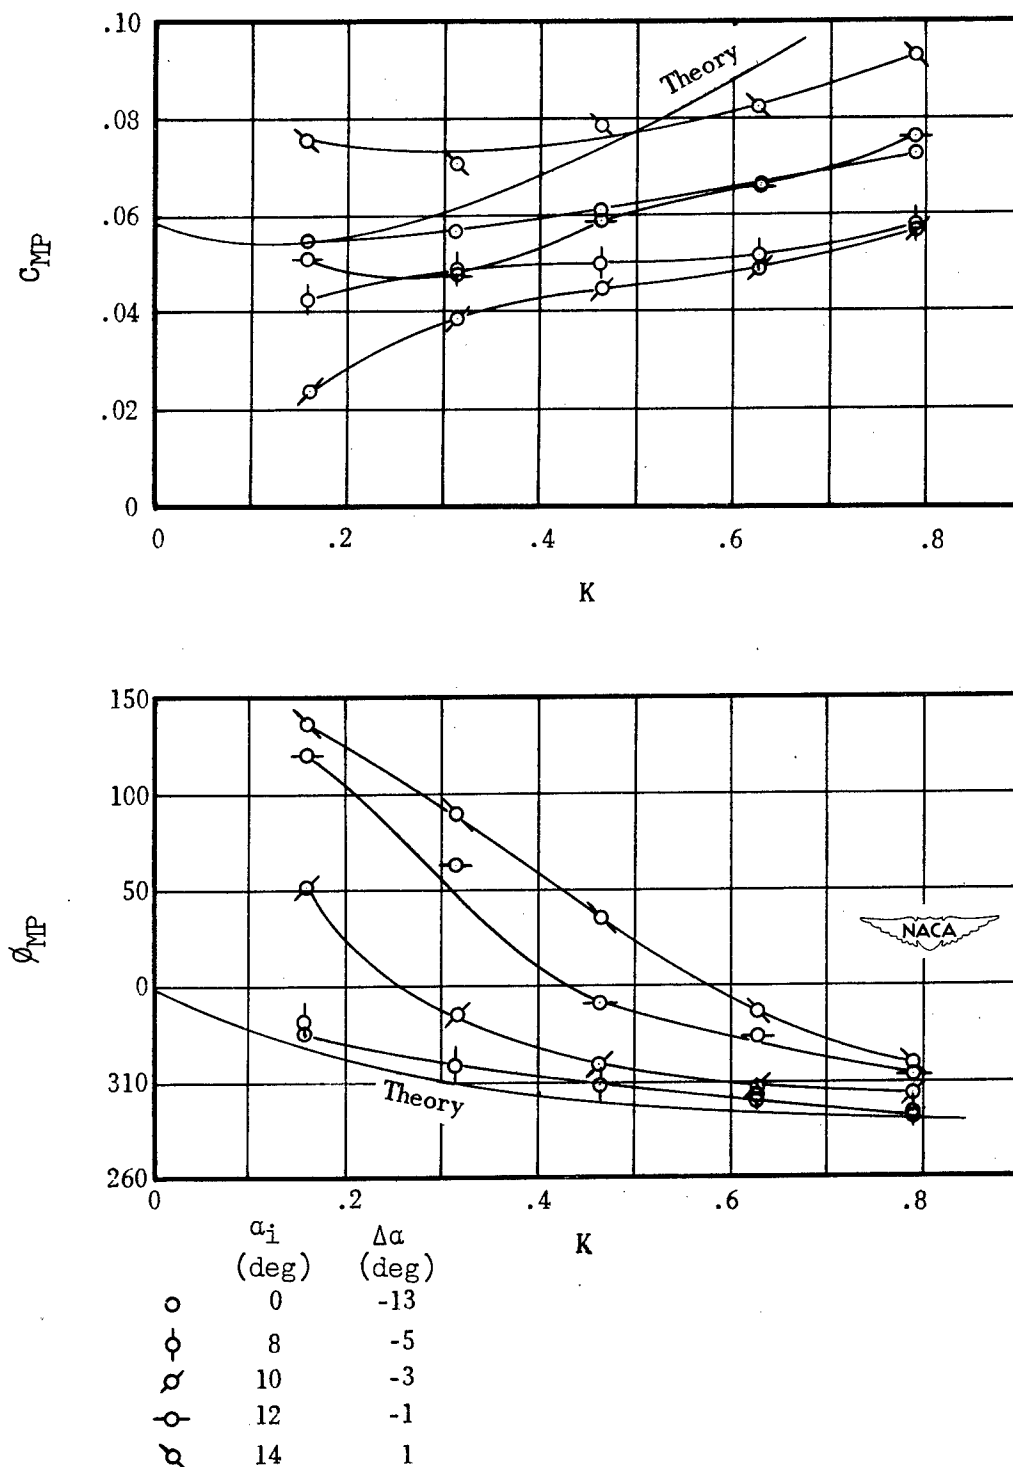 .10
.08
.06
.04
.02
0
C_MP
Theory
0 .2 .4 .6 .8
K
150
100
50
0
310
260
Ø_MP
Theory
NACA
0 .2 .4 .6 .8
K
α_i Δα
(deg) (deg)
0 -13
8 -5
10 -3
12 -1
14 1